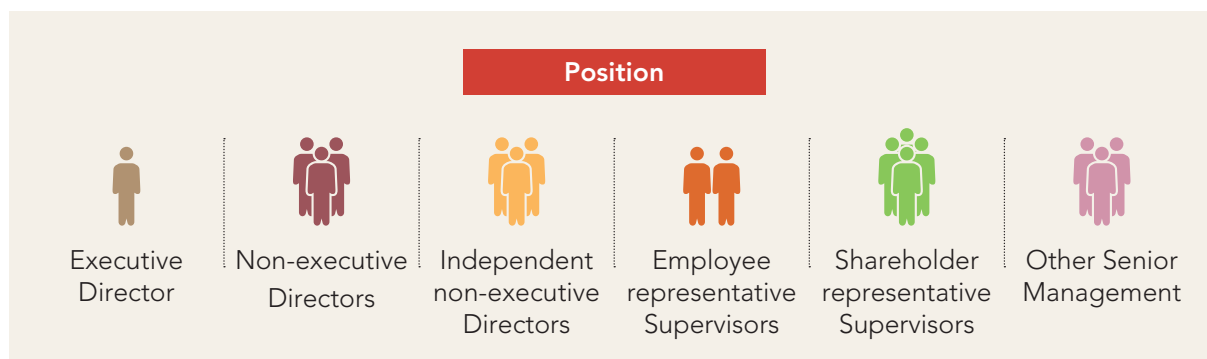 Position
Executive
Director
Non-executive
Directors
Independent
non-executive
Directors
Employee
representative
Supervisors
Shareholder
representative
Supervisors
Other Senior
Management